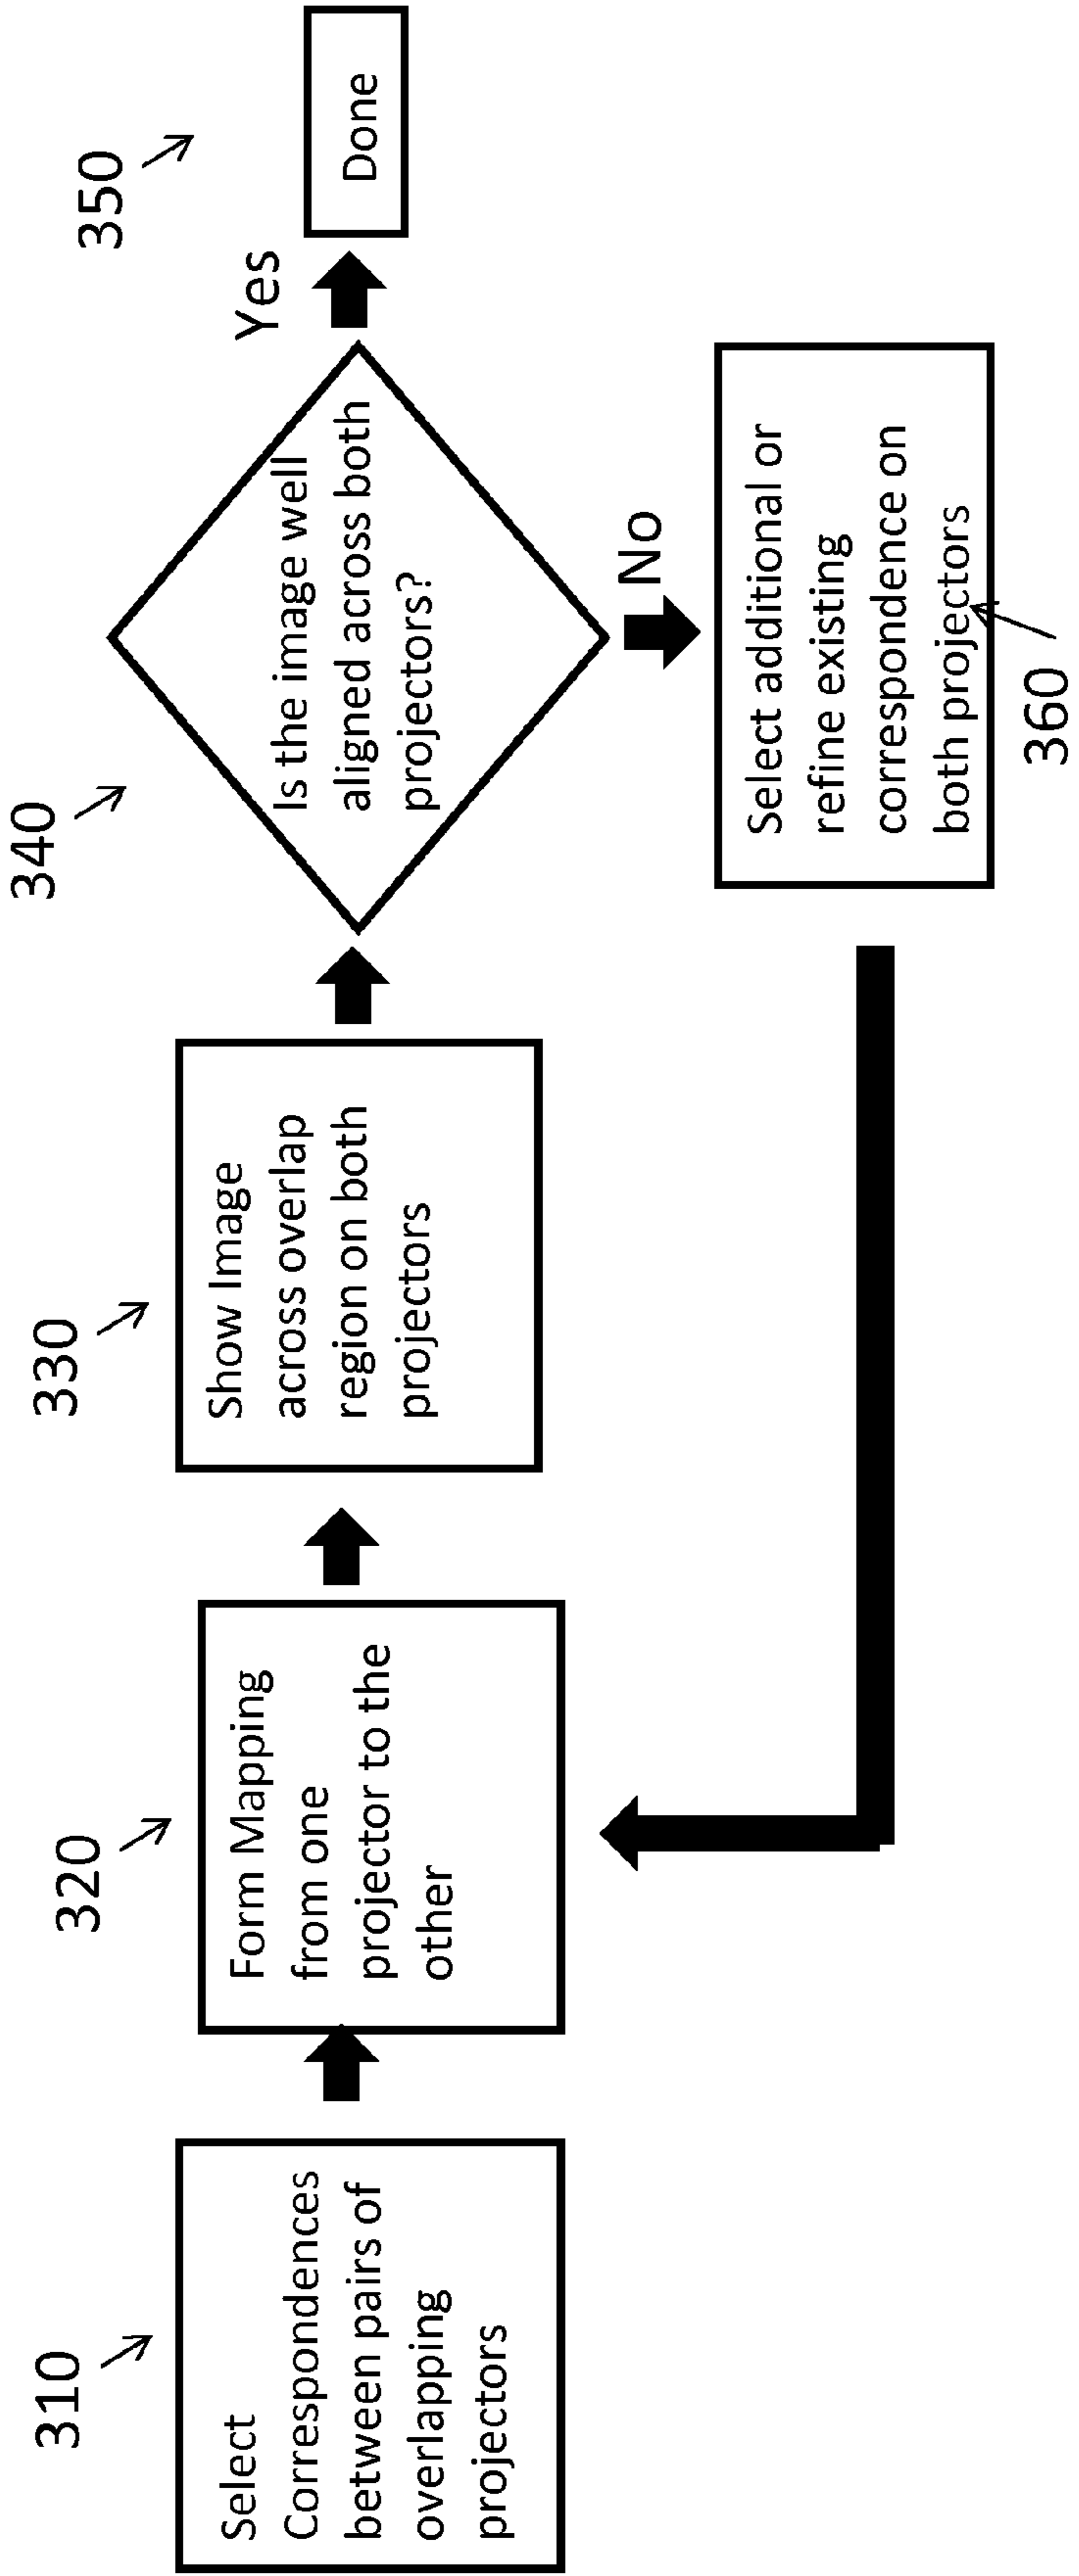 310
Select
Correspondences
between pairs of
overlapping
projectors
320
Form Mapping
from one
projector to the
other
330
Show Image
across overlap
region on both
projectors
340
Is the image well
aligned across both
projectors?
Yes
350
Done
No
Select additional or
refine existing
correspondence on
both projectors
360